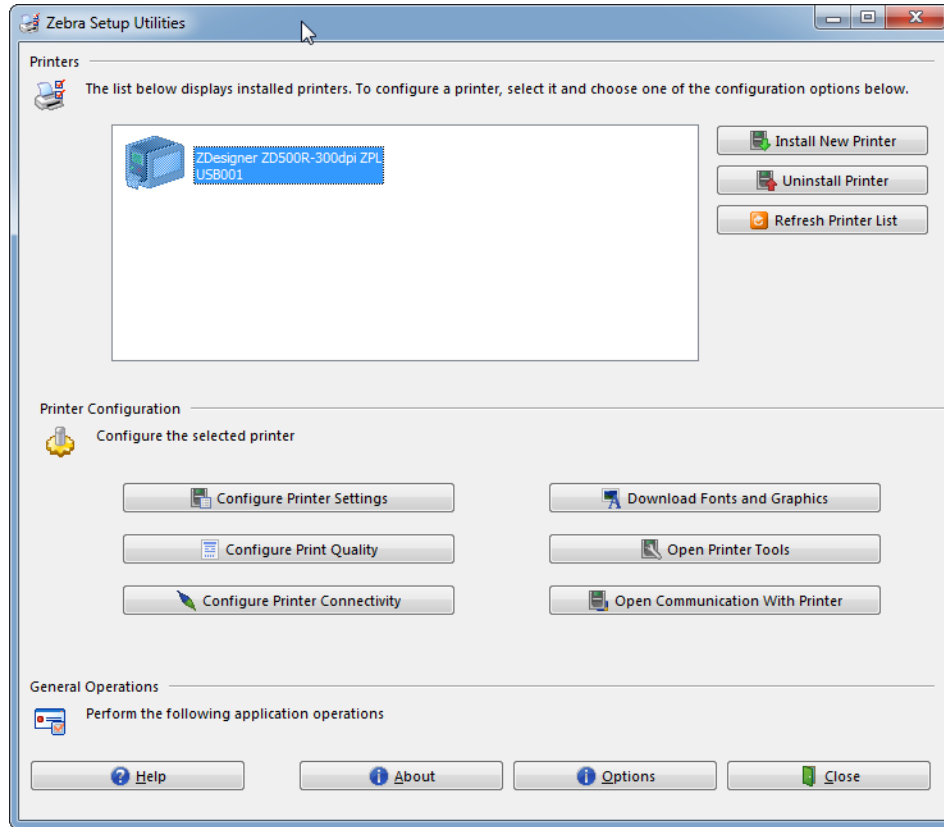 Zebra Setup Utilities
Printers
The list below displays installed printers. To configure a printer, select it and choose one of the configuration options below.
ZDesigner ZD500R-300dpi ZPL
USB001
Install New Printer
Uninstall Printer
Refresh Printer List
Printer Configuration
Configure the selected printer
Configure Printer Settings
Download Fonts and Graphics
Configure Print Quality
Open Printer Tools
Configure Printer Connectivity
Open Communication With Printer
General Operations
Perform the following application operations
Help
About
Options
Close